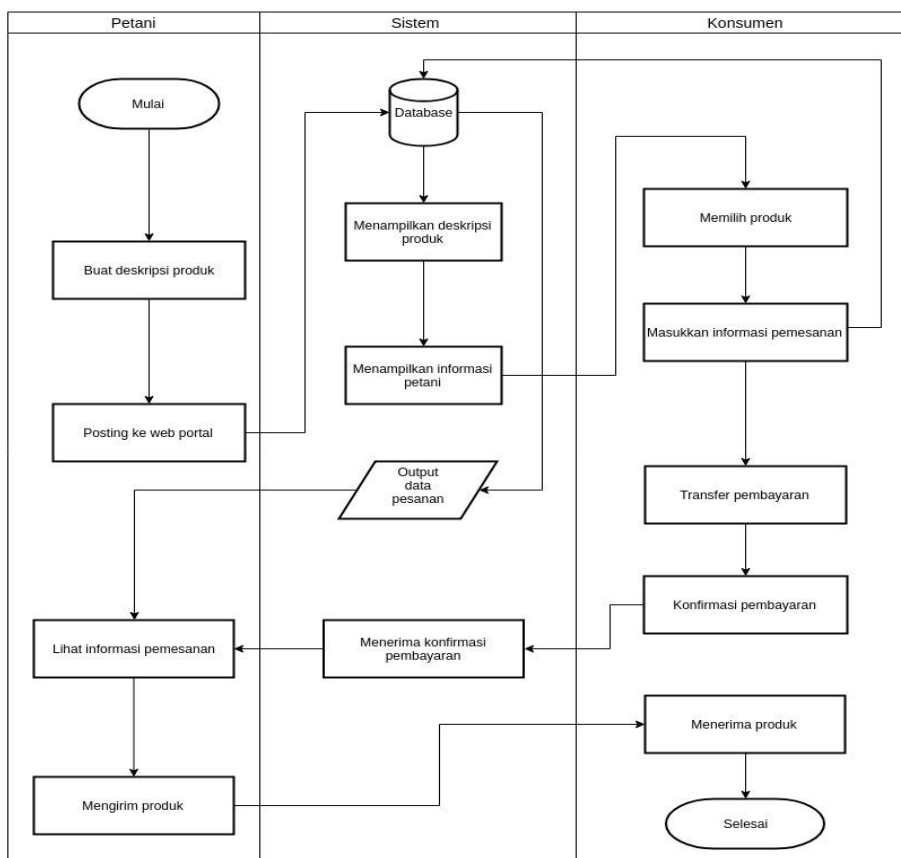 Petani
Sistem
Konsumen
Mulai
Buat deskripsi produk
Posting ke web portal
Lihat informasi pemesanan
Mengirim produk
Database
Menampilkan deskripsi
produk
Menampilkan informasi
petani
Output
data
pesanan
Menerima konfirmasi
pembayaran
Memilih produk
Masukkan informasi pemesanan
Transfer pembayaran
Konfirmasi pembayaran
Menerima produk
Selesai